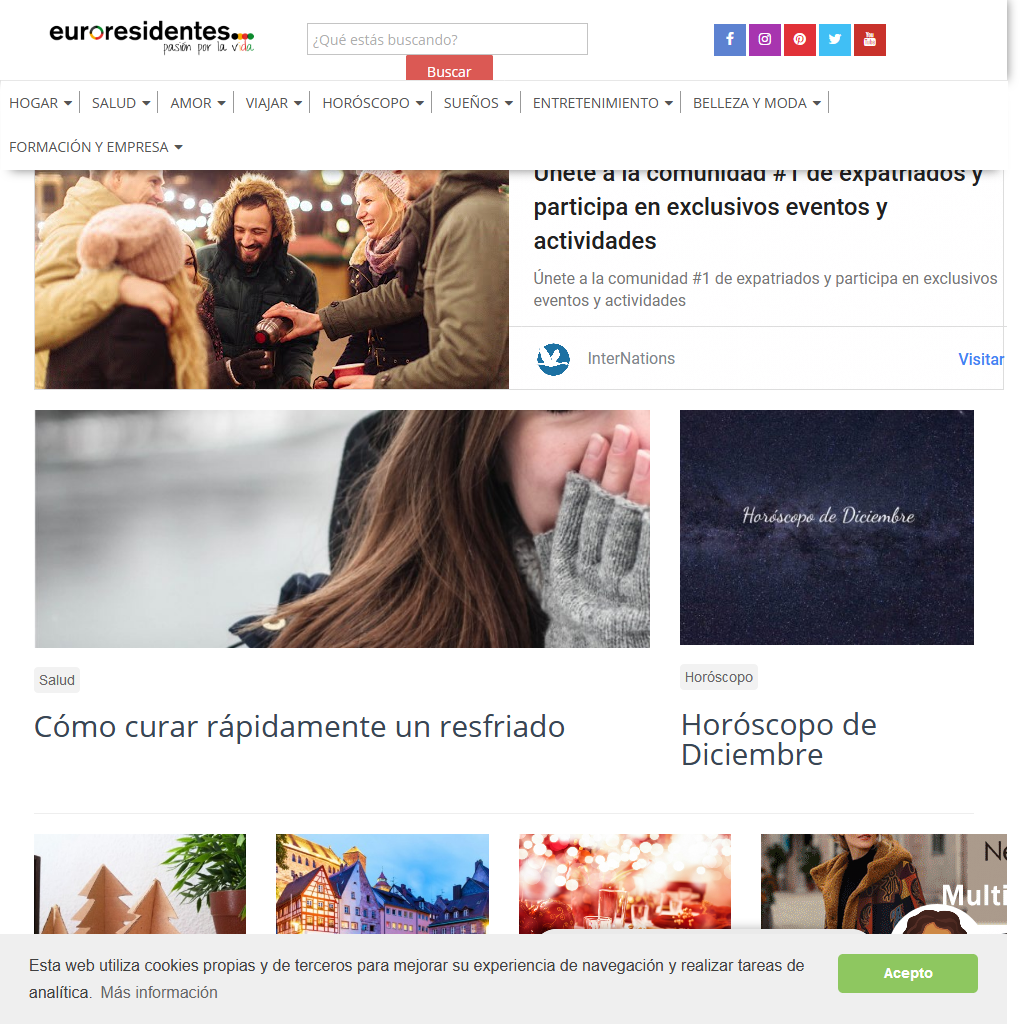 euroresidentes
pasión por la vida
¿Qué estás buscando?
Buscar
HOGAR
SALUD
AMOR
VIAJAR
HORÓSCOPO
SUEÑOS
ENTRETENIMIENTO
BELLEZA Y MODA
FORMACIÓN Y EMPRESA
Únete a la comunidad #1 de expatriados y
participa en exclusivos eventos y
actividades
Únete a la comunidad #1 de expatriados y participa en exclusivos
eventos y actividades
InterNations
Visitar
Horóscopo de Diciembre
Salud
Cómo curar rápidamente un resfriado
Horóscopo
Horóscopo de
Diciembre
Multi
Esta web utiliza cookies propias y de terceros para mejorar su experiencia de navegación y realizar tareas de
analítica. Más información
Acepto